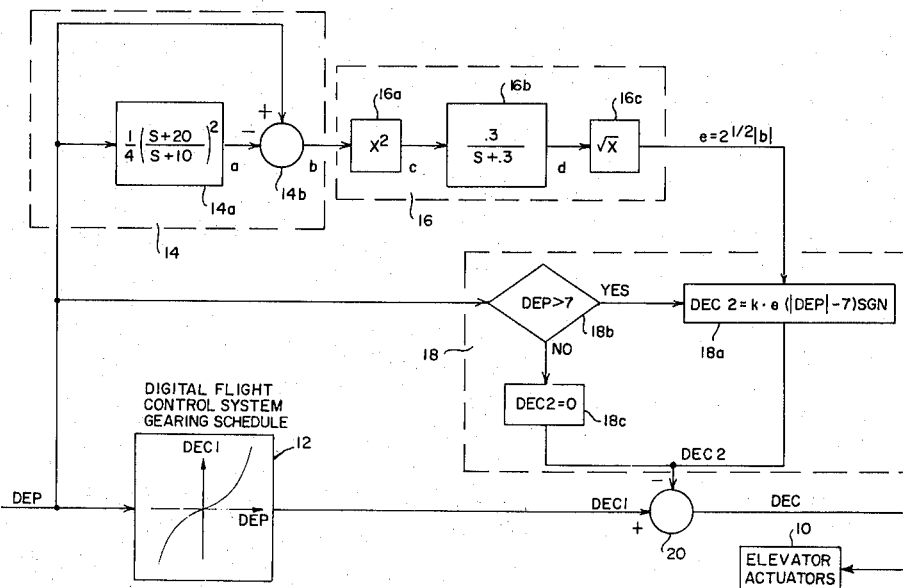 16b
16a
16c
+
1/4 (S+20/S+10)²
−
a
b
X²
c
.3/S+.3
d
√X
e=2^1/2|b|
14b
14a
16
14
DEP>7
YES
DEC 2=k·e (|DEP|-7)SGN
18b
18a
18
NO
DEC2=0
18c
DIGITAL FLIGHT
CONTROL SYSTEM
GEARING SCHEDULE
12
DEC1
DEC 2
DEP
DEP
−
DEC1
+
DEC
20
10
ELEVATOR
ACTUATORS